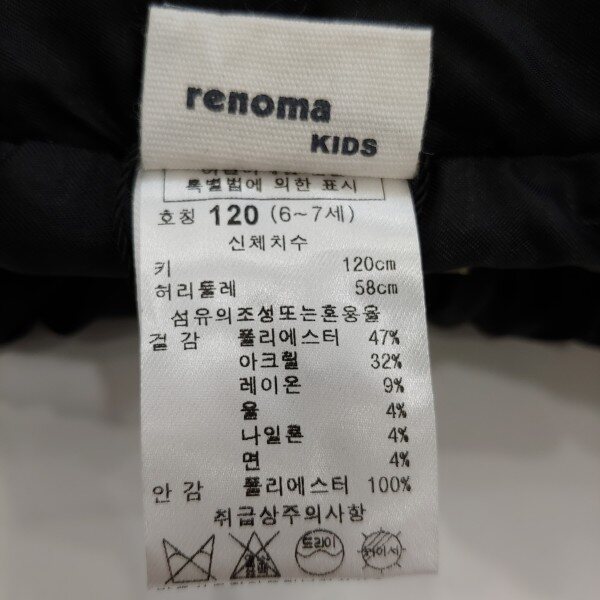 renoma
KIDS
특별법에 의한 표시
호칭 120 (6~7세)
신체치수
키 120cm
허리둘레 58cm
섬유의조성또는혼용율
겉 감 폴리에스터 47%
아크릴 32%
레이온 9%
울 4%
나일론 4%
면 4%
안 감 폴리에스터 100%
취급상주의사항
드라이